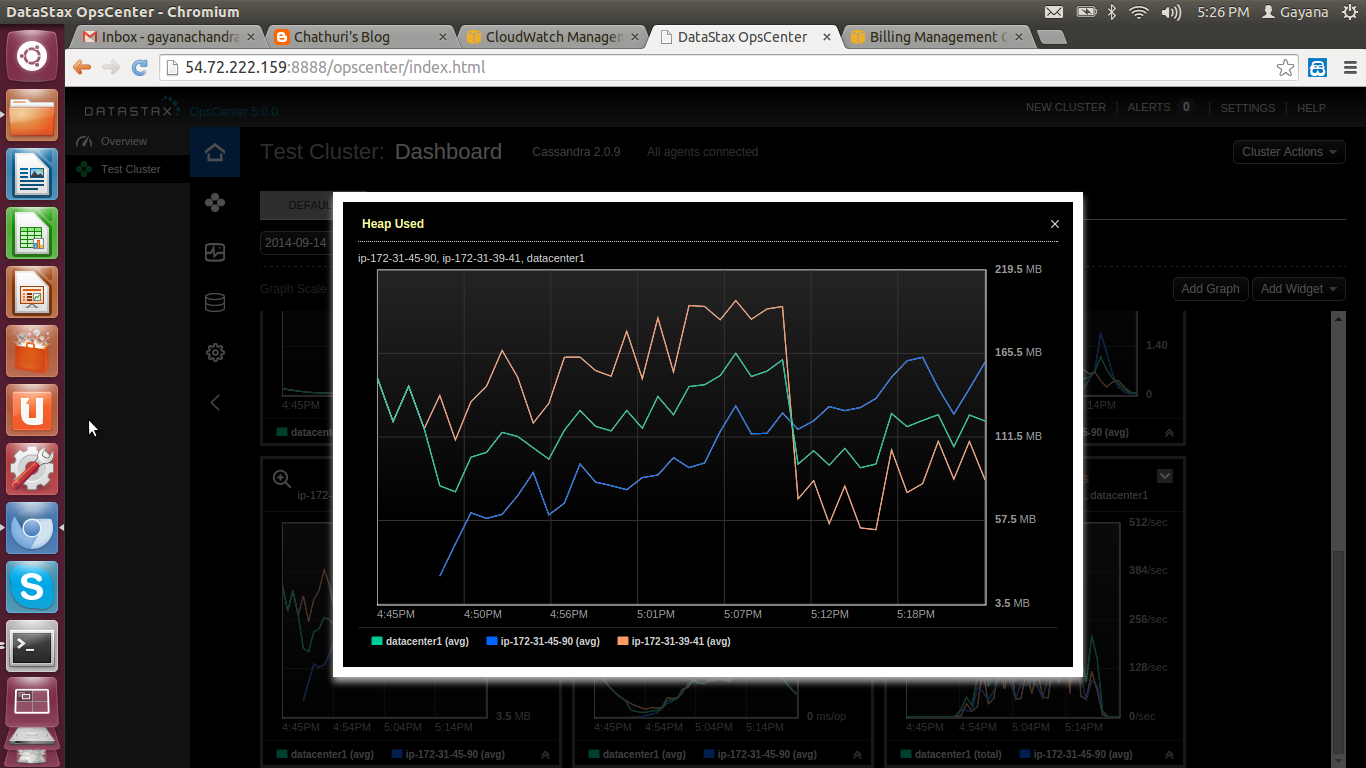 DataStax OpsCenter - Chromium
5:26 PM
Gayana
Inbox - gayanachandra
Chathuri's Blog
CloudWatch Managem
DataStax OpsCenter
Billing Management C
54.72.222.159:8888/opscenter/index.html
DATASTAX
OpsCenter 5.0.0
NEW CLUSTER
ALERTS 0
SETTINGS
HELP
Overview
Test Cluster
Test Cluster: Dashboard
Cassandra 2.0.9
All agents connected
Cluster Actions
DEFAUL
2014-09-14
Graph Scale
Add Graph
Add Widget
Heap Used
ip-172-31-45-90, ip-172-31-39-41, datacenter1
219.5 MB
165.5 MB
111.5 MB
57.5 MB
3.5 MB
4:45PM 4:50PM 4:56PM 5:01PM 5:07PM 5:12PM 5:18PM
datacenter1 (avg) ip-172-31-45-90 (avg) ip-172-31-39-41 (avg)
1.40
0
4:45PM
:14PM
datacenter
5-90 (avg)
ip-172-
, datacenter1
512/sec
384/sec
256/sec
128/sec
3.5 MB
0 ms/op
0/sec
4:45PM 4:54PM 5:04PM 5:14PM
4:45PM 4:54PM 5:04PM 5:14PM
4:45PM 4:54PM 5:04PM 5:14PM
datacenter1 (avg) ip-172-31-45-90 (avg)
datacenter1 (avg) ip-172-31-45-90 (avg)
datacenter1 (total) ip-172-31-45-90 (avg)